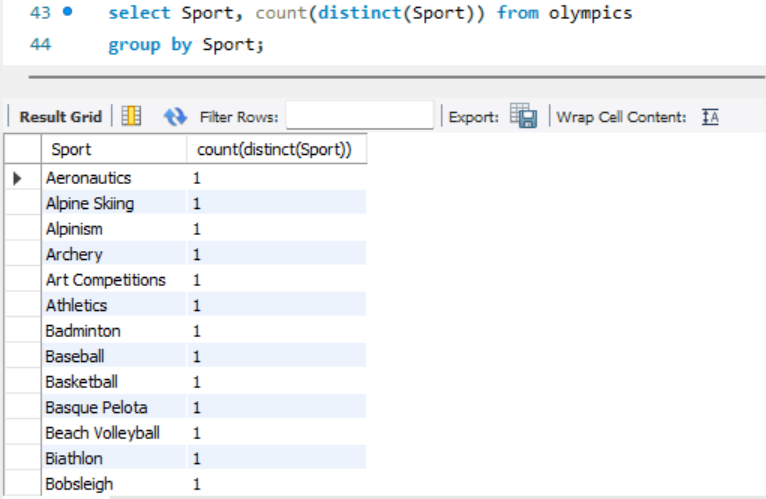 43 select Sport, count(distinct(Sport)) from olympics
44 group by Sport;
Result Grid Filter Rows: Export: Wrap Cell Content: IA
Sport count(distinct(Sport))
Aeronautics 1
Alpine Skiing 1
Alpinism 1
Archery 1
Art Competitions 1
Athletics 1
Badminton 1
Baseball 1
Basketball 1
Basque Pelota 1
Beach Volleyball 1
Biathlon 1
Bobsleigh 1